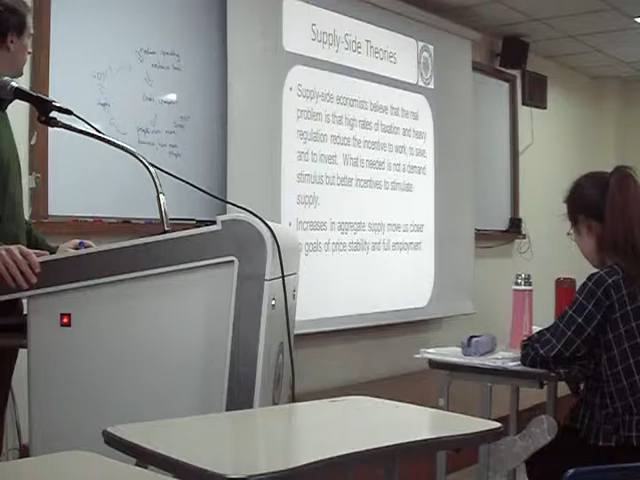 Supply-Side Theories
• Supply-side economists believe that the real
problem is that high rates of taxation and heavy
regulation reduce the incentive to work, to save,
and to invest. What is needed is not a demand
stimulus but better incentives to stimulate
supply.
• Increases in aggregate supply move us closer
to goals of price stability and full employment